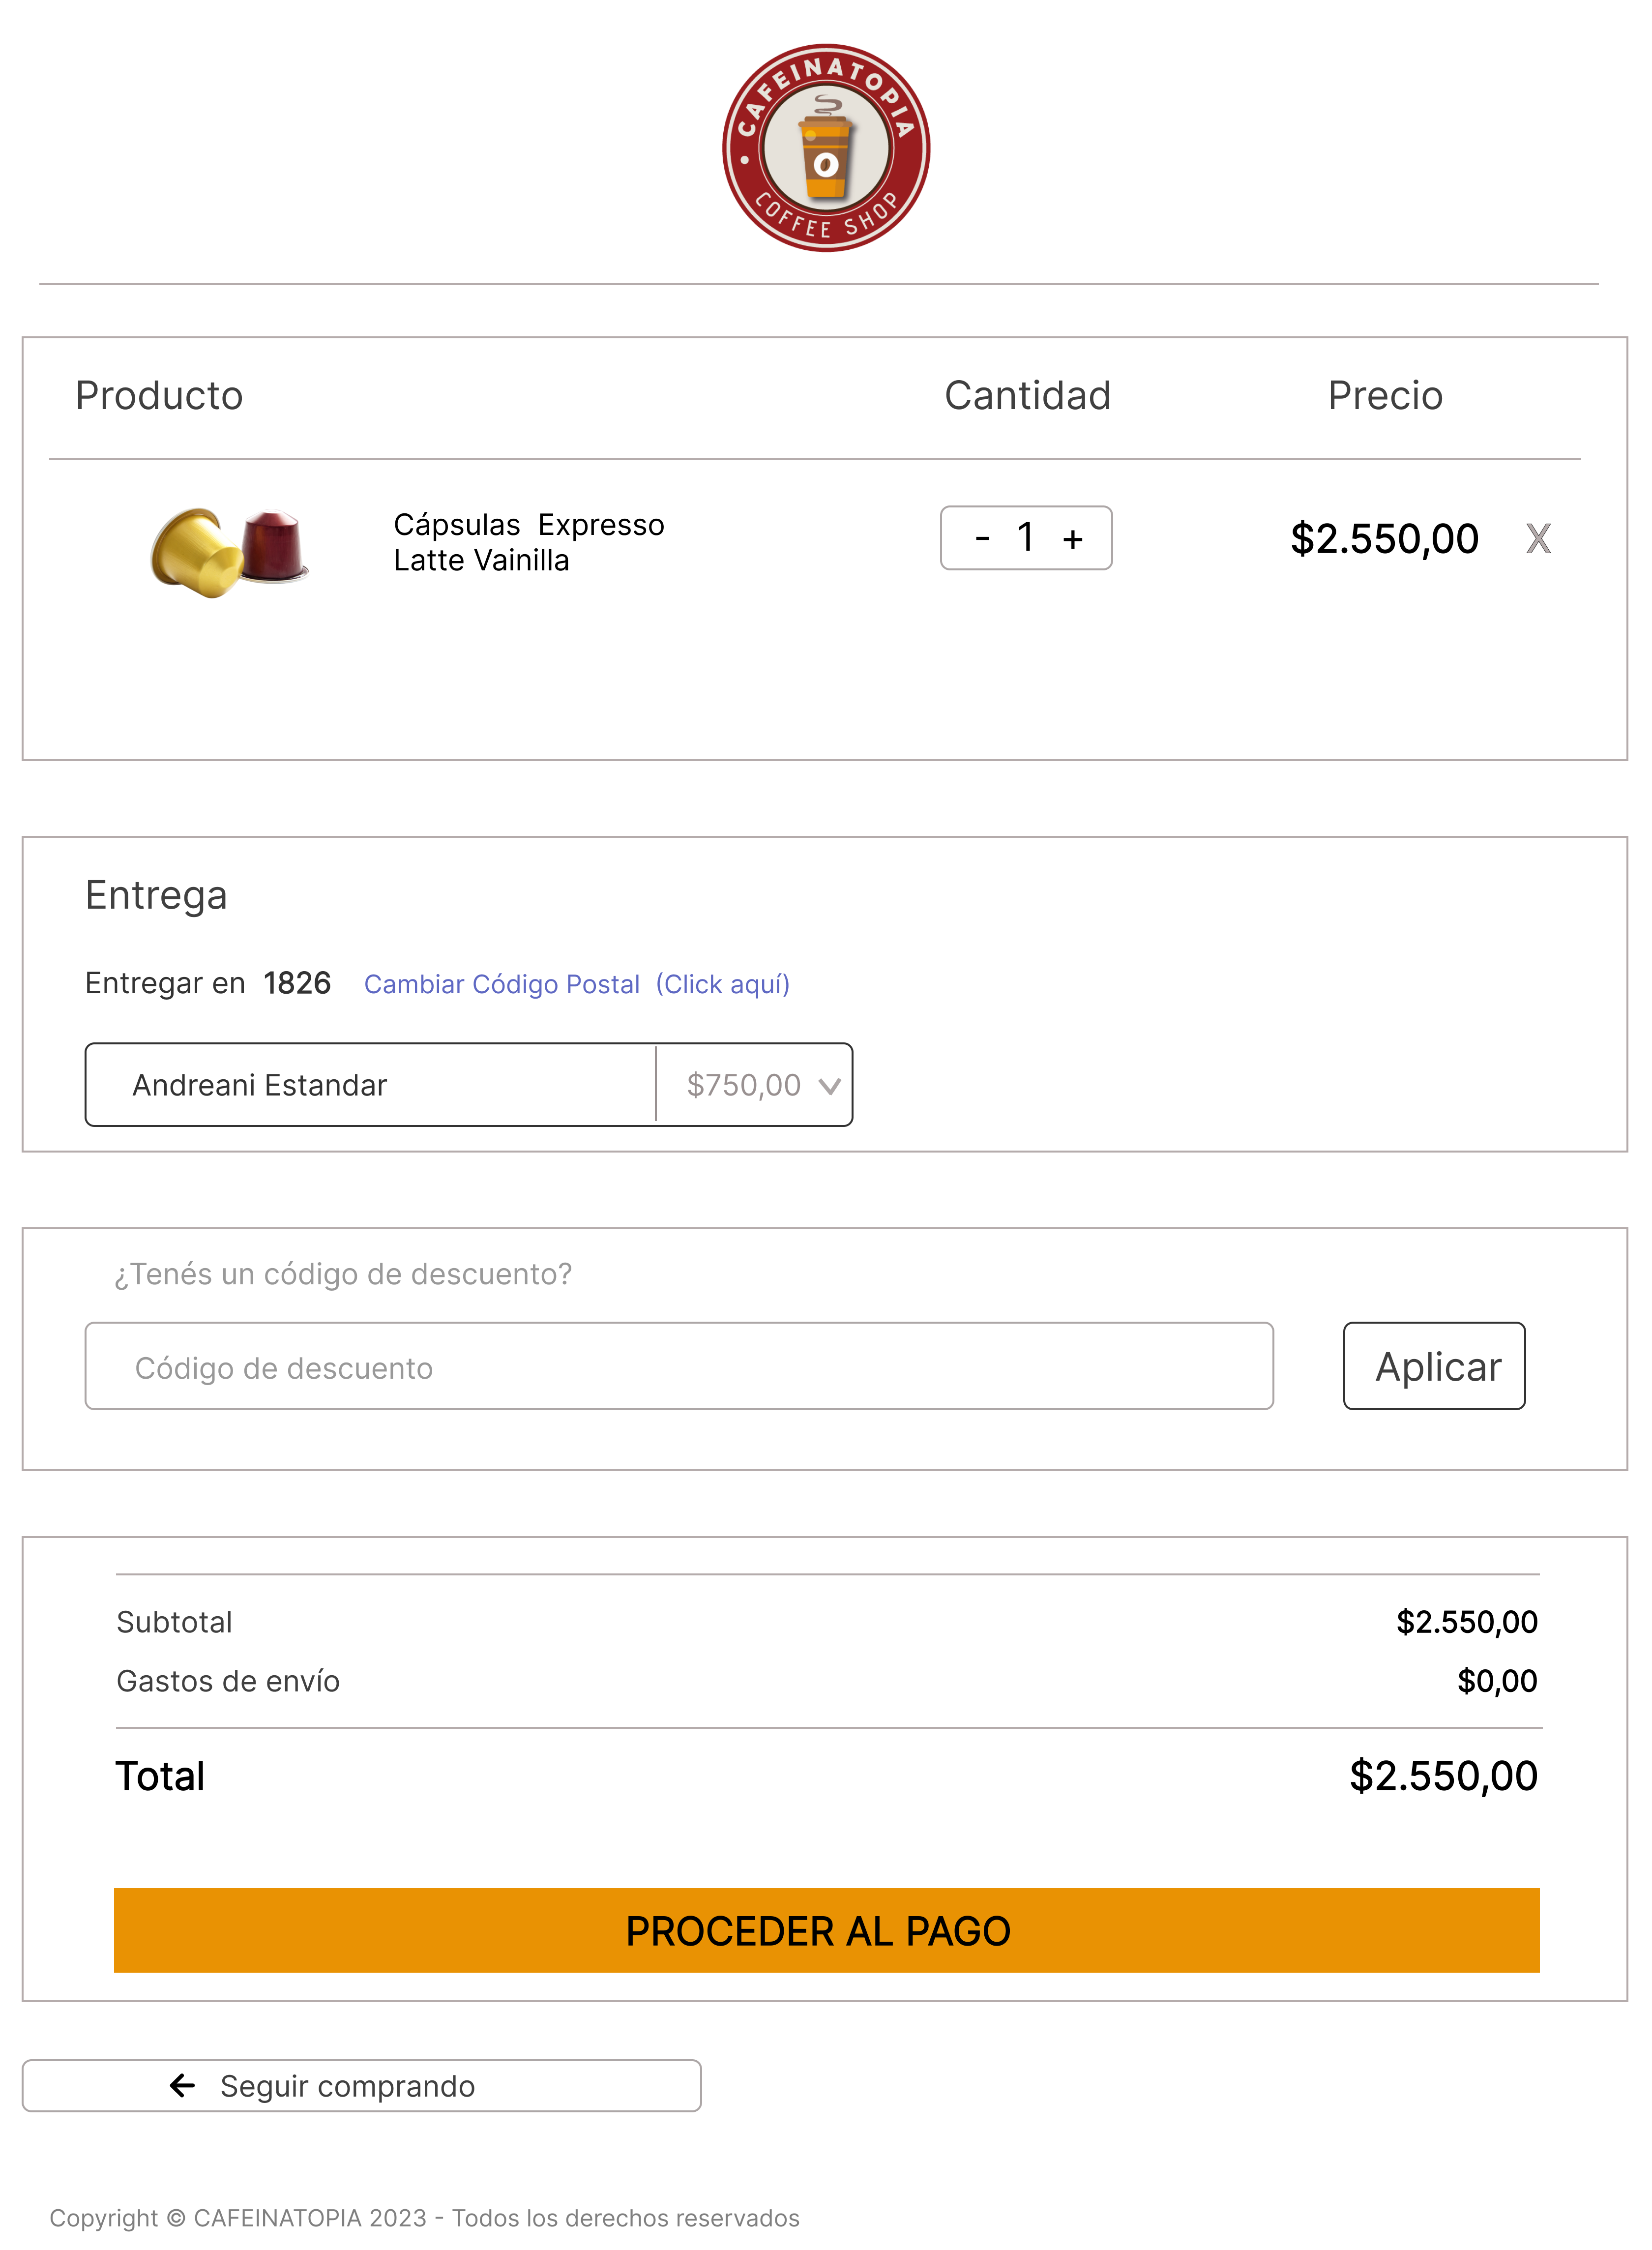 • CAFEINATOPIA
COFFEE SHOP
Producto Cantidad Precio
Cápsulas Expresso
Latte Vainilla
- 1 + $2.550,00 X
Entrega
Entregar en 1826 Cambiar Código Postal (Click aquí)
Andreani Estandar $750,00
¿Tenés un código de descuento?
Código de descuento Aplicar
Subtotal $2.550,00
Gastos de envío $0,00
Total $2.550,00
PROCEDER AL PAGO
← Seguir comprando
Copyright © CAFEINATOPIA 2023 - Todos los derechos reservados